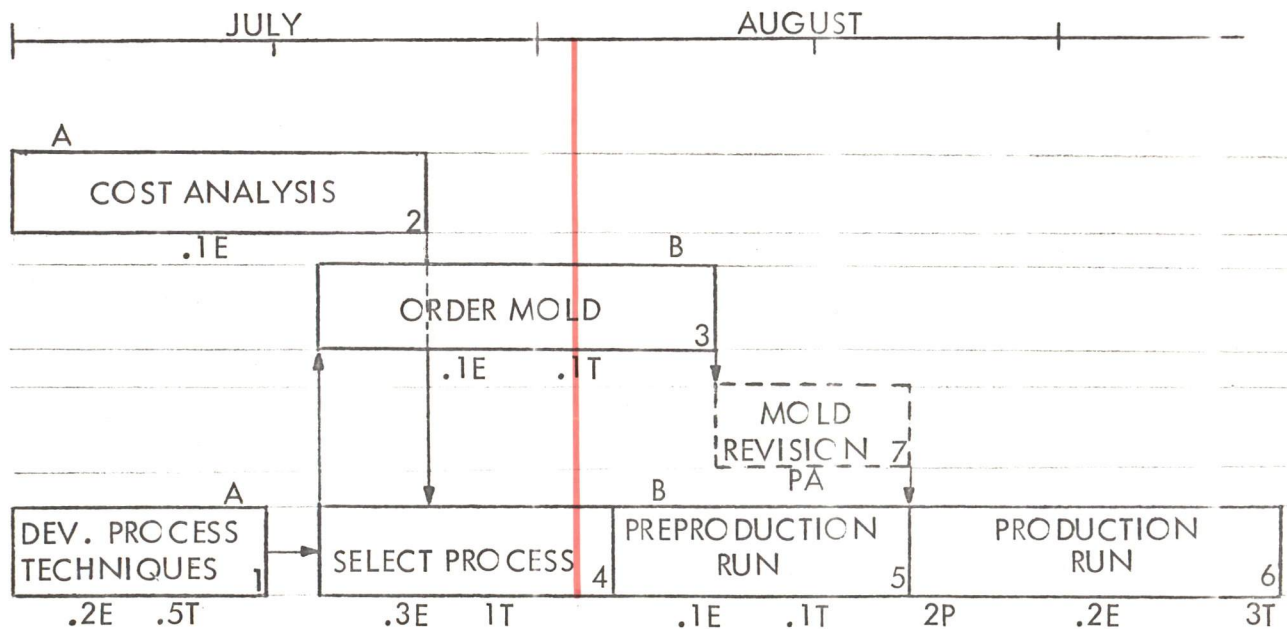 JULY AUGUST
A
COST ANALYSIS
2
.1E
B
ORDER MOLD
3
.1E .1T
MOLD
REVISION 7
PA
A B
DEV. PROCESS
TECHNIQUES 1
SELECT PROCESS 4
PREPRODUCTION
RUN 5
PRODUCTION
RUN 6
.2E .5T .3E 1T .1E .1T 2P .2E 3T